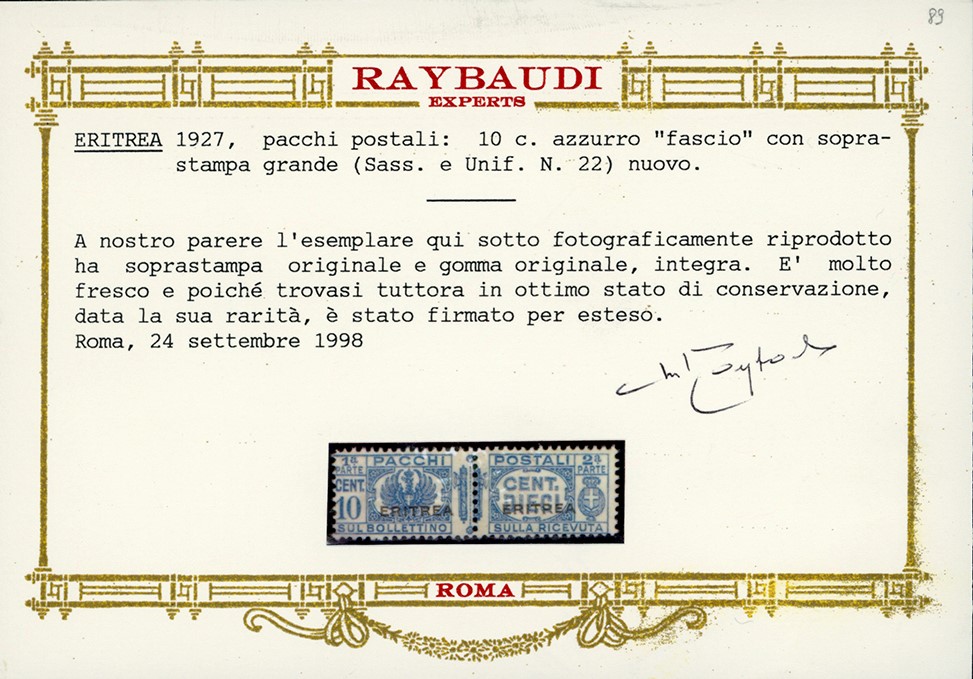 89
RAYBAUDI
EXPERTS
ERITREA 1927, pacchi postali: 10 c. azzurro "fascio" con sopra-
stampa grande (Sass. e Unif. N. 22) nuovo.
A nostro parere l'esemplare qui sotto fotograficamente riprodotto
ha soprastampa originale e gomma originale, integra. E' molto
fresco e poiché trovasi tuttora in ottimo stato di conservazione,
data la sua rarità, è stato firmato per esteso.
Roma, 24 settembre 1998
1ª PARTE PACCHI POSTALI 2ª PARTE
CENT. 10 CENT. DIECI
ERITREA ERITREA
SUL BOLLETTINO SULLA RICEVUTA
ROMA